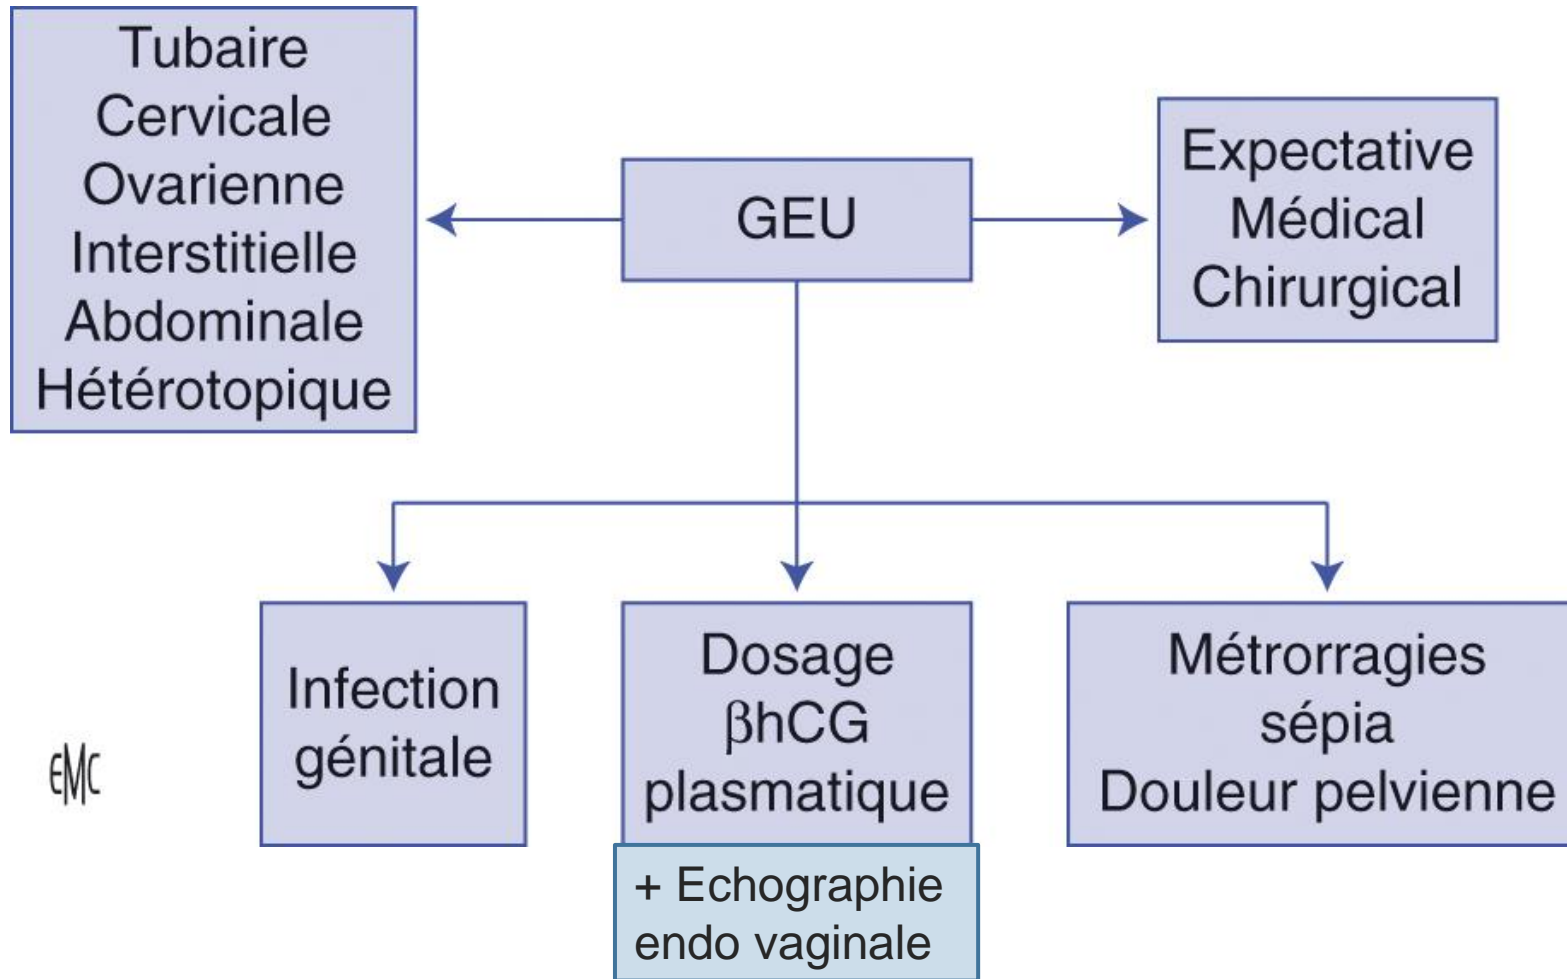 Tubaire
Cervicale
Ovarienne
Interstitielle
Abdominale
Hétérotopique
GEU
Expectative
Médical
Chirurgical
Infection
génitale
Dosage
βhCG
plasmatique
+ Echographie
endo vaginale
Métrorragies
sépia
Douleur pelvienne
EMC